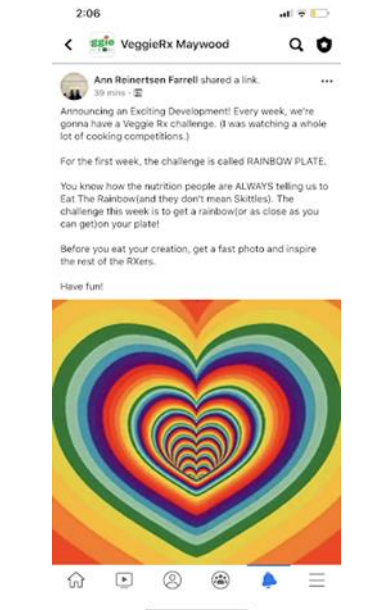 2:06
ggie
VeggieRx Maywood
Ann Reinertsen Farrell shared a link.
39 mins
Announcing an Exciting Development! Every week, we're
gonna have a Veggie Rx challenge. (I was watching a whole
lot of cooking competitions.)
For the first week, the challenge is called RAINBOW PLATE.
You know how the nutrition people are ALWAYS telling us to
Eat The Rainbow(and they don't mean Skittles). The
challenge this week is to get a rainbow(or as close as you
can get)on your plate!
Before you eat your creation, get a fast photo and inspire
the rest of the RXers.
Have fun!